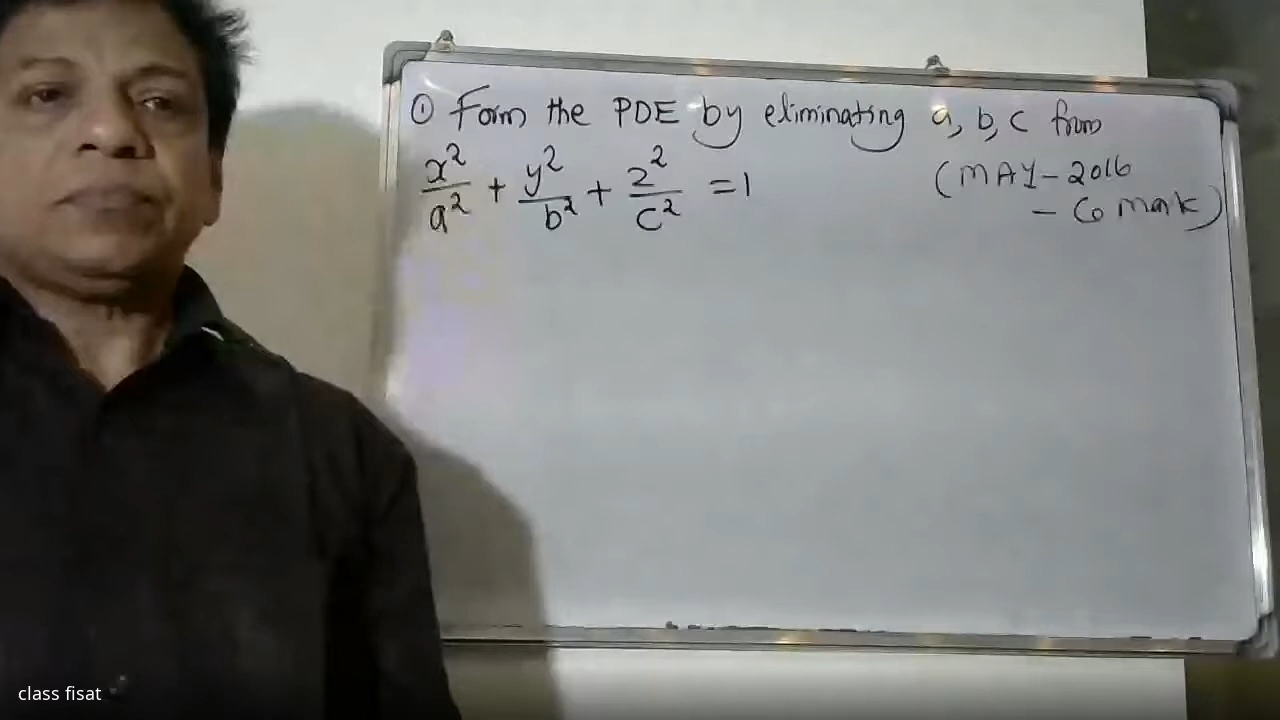 ① Form the PDE by eliminating a, b, c from
x²/a² + y²/b² + z²/c² = 1
(MAY-2016
- 6 mark)
class fisat